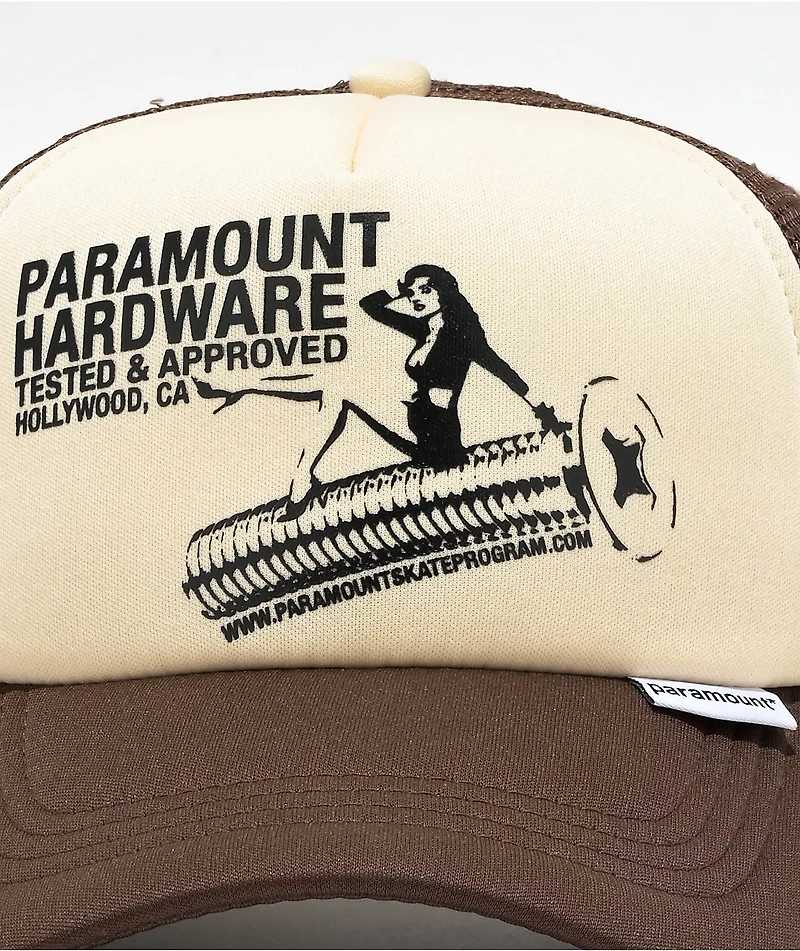 PARAMOUNT
HARDWARE
TESTED & APPROVED
HOLLYWOOD, CA
WWW.PARAMOUNTSKATEPROGRAM.COM
paramount*